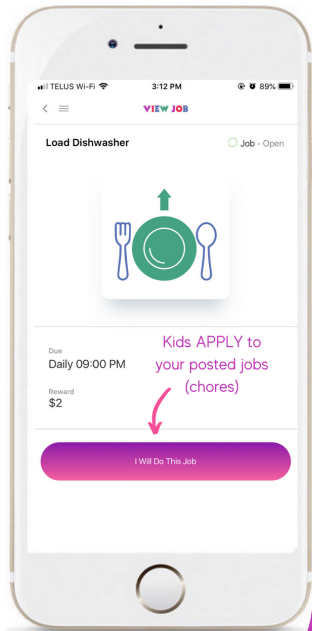 TELUS Wi-Fi 3:12 PM 89%
VIEW JOB
Load Dishwasher Job - Open
Kids APPLY to
your posted jobs
(chores)
Due
Daily 09:00 PM
Reward
$2
I Will Do This Job